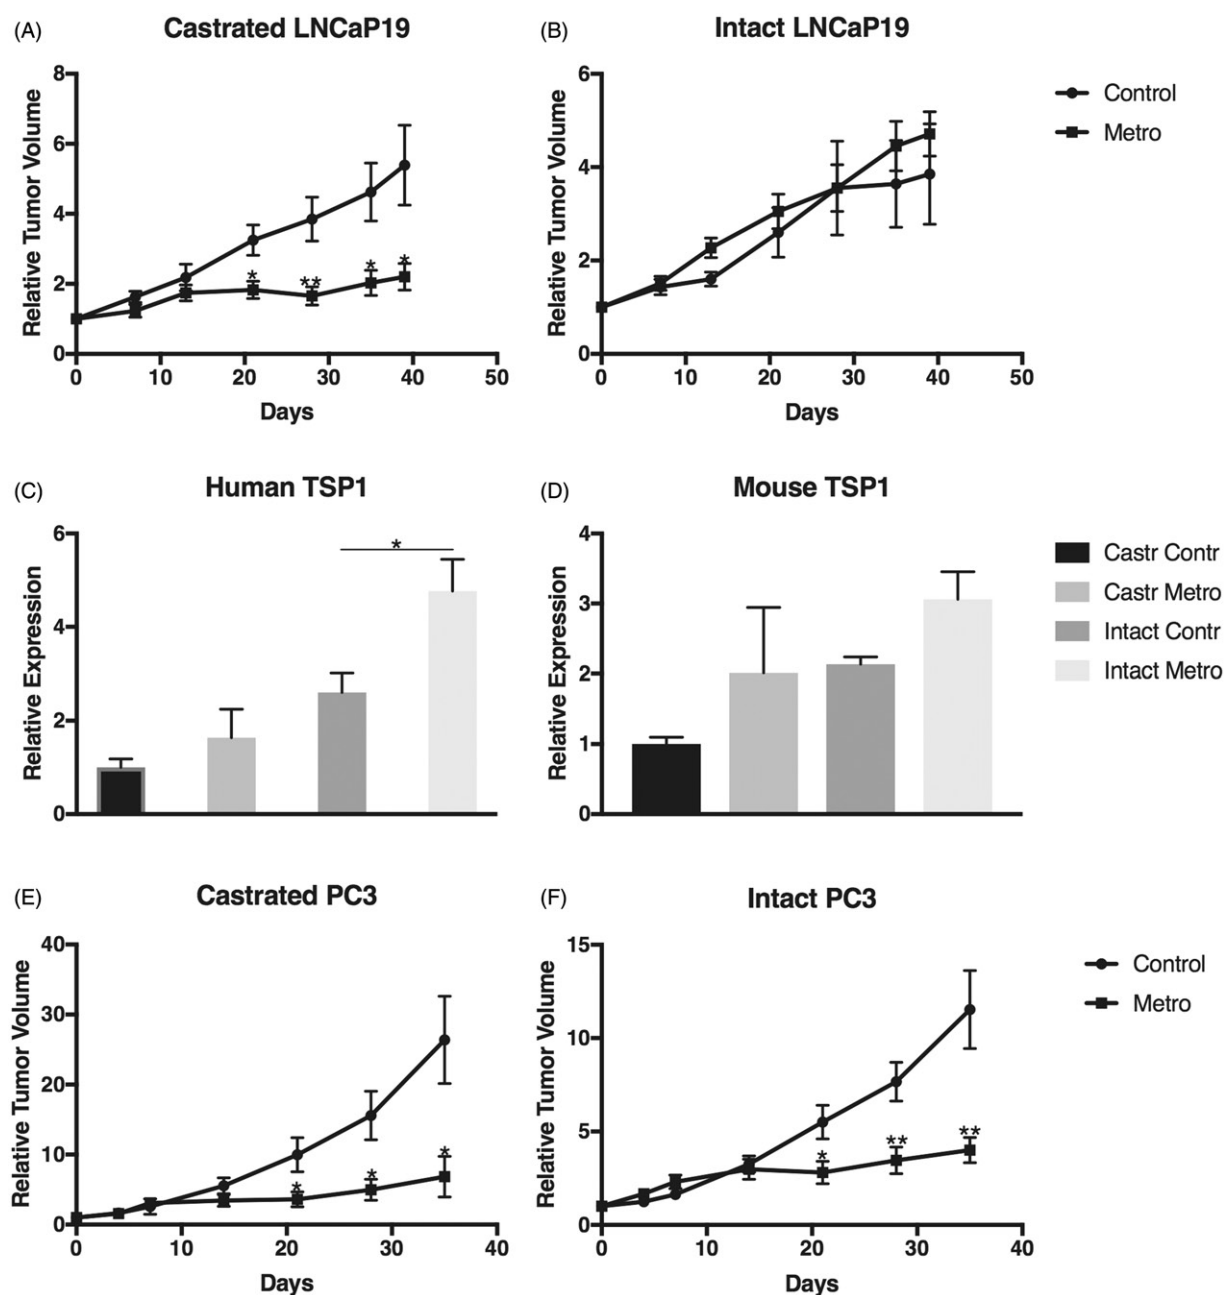 (A) Castrated LNCaP19
Relative Tumor Volume
8
6
4
2
0
* ** * *
0 10 20 30 40 50
Days
(B) Intact LNCaP19
Relative Tumor Volume
6
4
2
0
0 10 20 30 40 50
Days
Control
Metro
(C) Human TSP1
Relative Expression
6
4
2
0
*
(D) Mouse TSP1
Relative Expression
4
3
2
1
0
Castr Contr
Castr Metro
Intact Contr
Intact Metro
(E) Castrated PC3
Relative Tumor Volume
40
30
20
10
0
* * *
0 10 20 30 40
Days
(F) Intact PC3
Relative Tumor Volume
15
10
5
0
* ** **
0 10 20 30 40
Days
Control
Metro